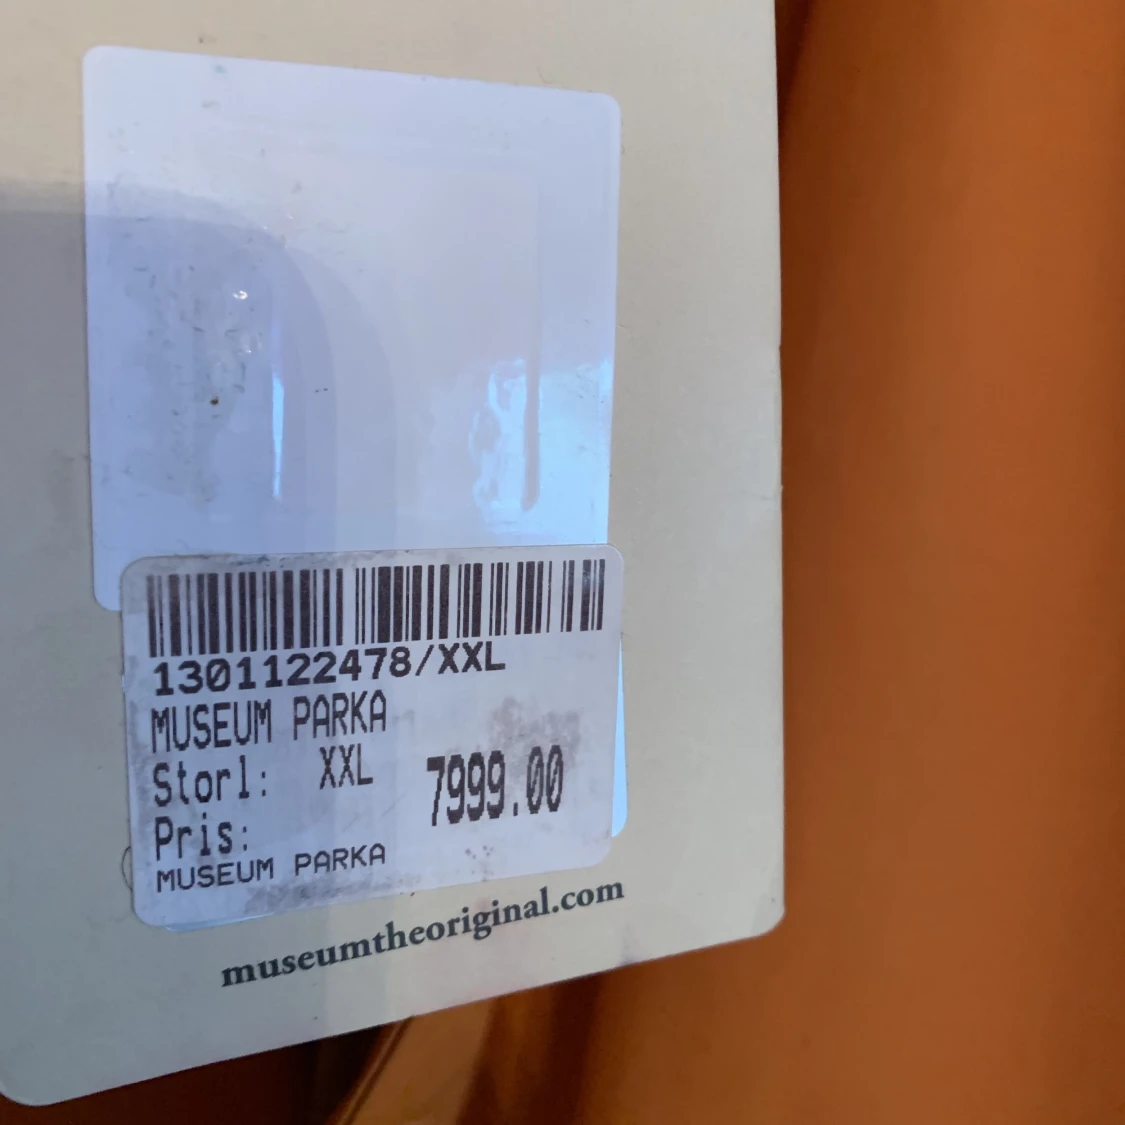 1301122478/XXL
MUSEUM PARKA
Storl: XXL
Pris: 7999.00
MUSEUM PARKA
museumtheoriginal.com